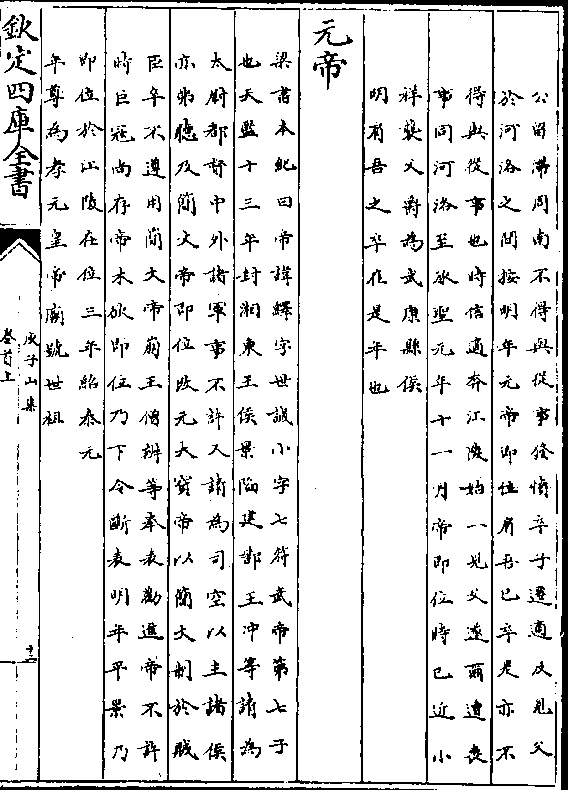 公留滯周南不得與從事發憤卒子遷適反見父
於河洛之間按明年元帝即位肩吾已卒是亦不
得與從事也時信適奔江陵始一見父遂爾遭喪
事同河洛至承聖元年十一月帝即位時已近小
祥襲父爵為武康縣侯
明肩吾之卒在是年也
元帝
梁書本紀曰帝諱繹字世誠小字七符武帝第七子
也天監十三年封湘東王侯景陷建鄴王冲等請為
太尉都督中外諸軍事不許又請為司空以主諸侯
亦弗聽及簡文帝即位改元大寶帝以簡文制於賊
臣卒不遵用簡文帝崩王僧辨等奉表勸進帝不許
時巨冦尚存帝未欲即位乃下令斷表明年平景乃
即位於江陵在位三年紹泰元
年尊為孝元皇帝廟號世祖
欽定四庫全書
庾子山集
卷首上
十二